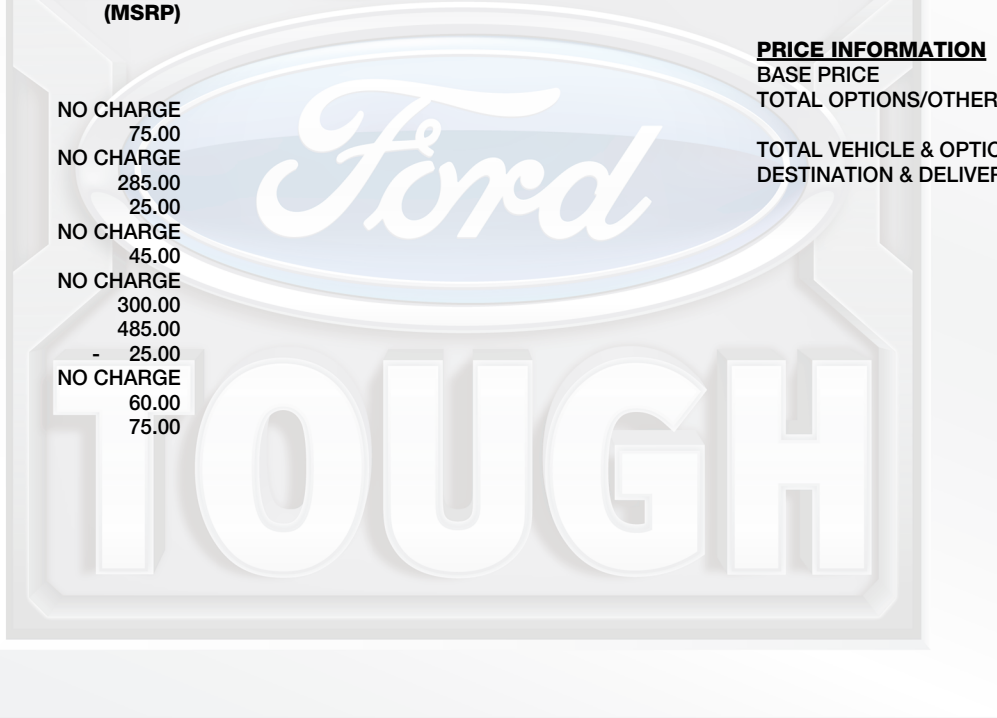 (MSRP)
NO CHARGE
75.00
NO CHARGE
285.00
25.00
NO CHARGE
45.00
NO CHARGE
300.00
485.00
- 25.00
NO CHARGE
60.00
75.00
PRICE INFORMATION
BASE PRICE
TOTAL OPTIONS/OTHER
TOTAL VEHICLE & OPTIO
DESTINATION & DELIVER
Ford
TOUGH